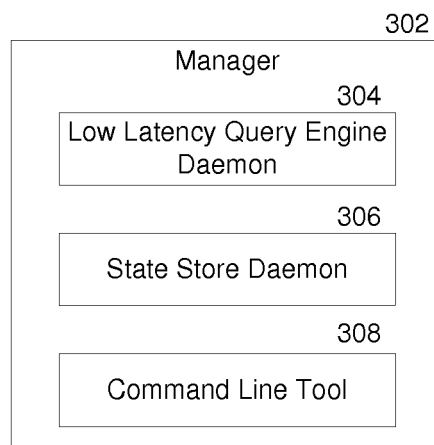 302
Manager
304
Low Latency Query Engine
Daemon
306
State Store Daemon
308
Command Line Tool